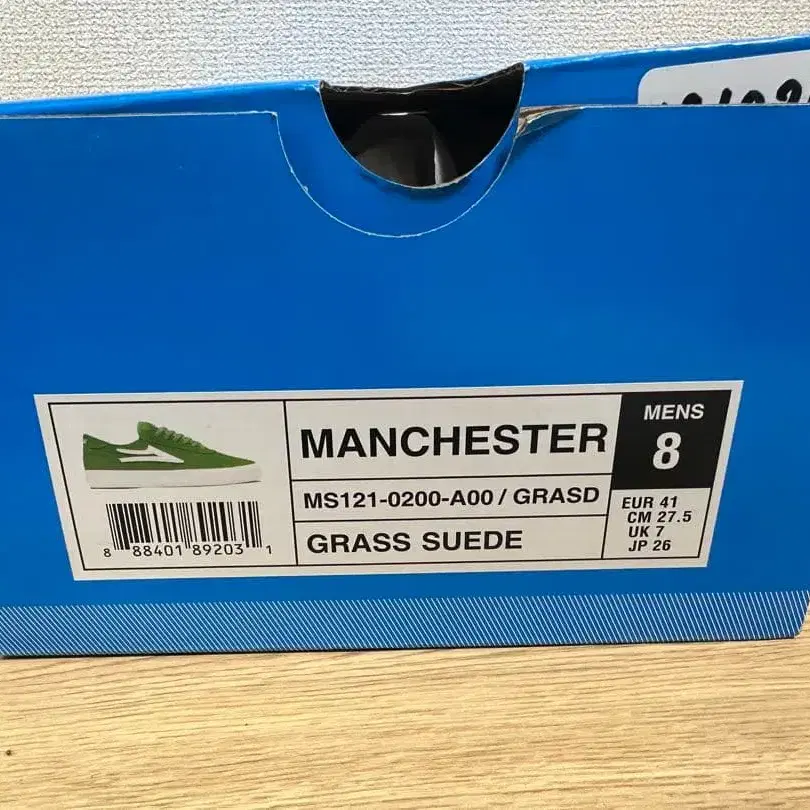 MANCHESTER
MS121-0200-A00 / GRASD
GRASS SUEDE
MENS
8
EUR 41
CM 27.5
UK 7
JP 26
8 88401 89203 1